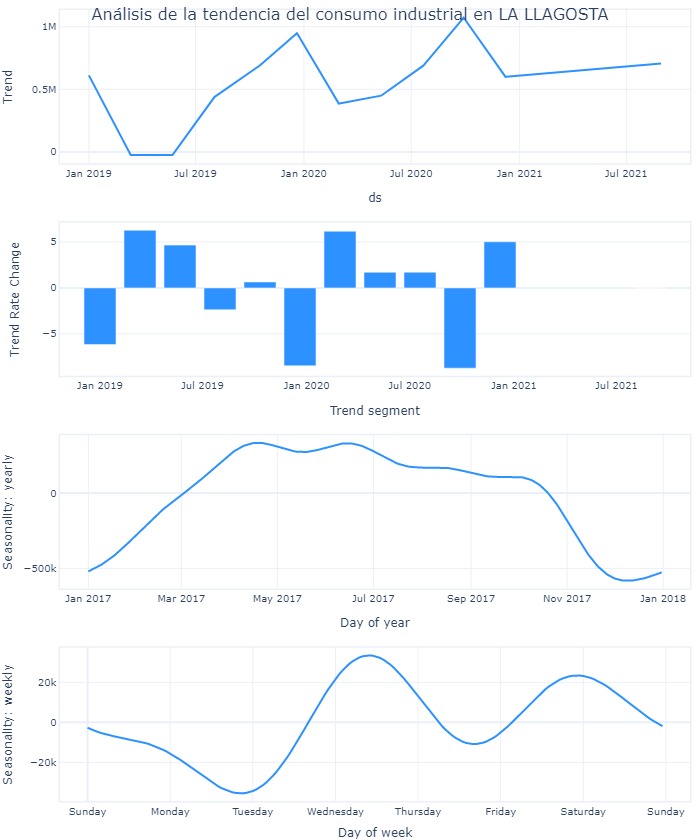 Análisis de la tendencia del consumo industrial en LA LLAGOSTA
1M
0.5M
0
Trend
Jan 2019 Jul 2019 Jan 2020 Jul 2020 Jan 2021 Jul 2021
ds
5
0
−5
Trend Rate Change
Jan 2019 Jul 2019 Jan 2020 Jul 2020 Jan 2021 Jul 2021
Trend segment
0
−500k
Seasonality: yearly
Jan 2017 Mar 2017 May 2017 Jul 2017 Sep 2017 Nov 2017 Jan 2018
Day of year
20k
0
−20k
Seasonality: weekly
Sunday Monday Tuesday Wednesday Thursday Friday Saturday Sunday
Day of week